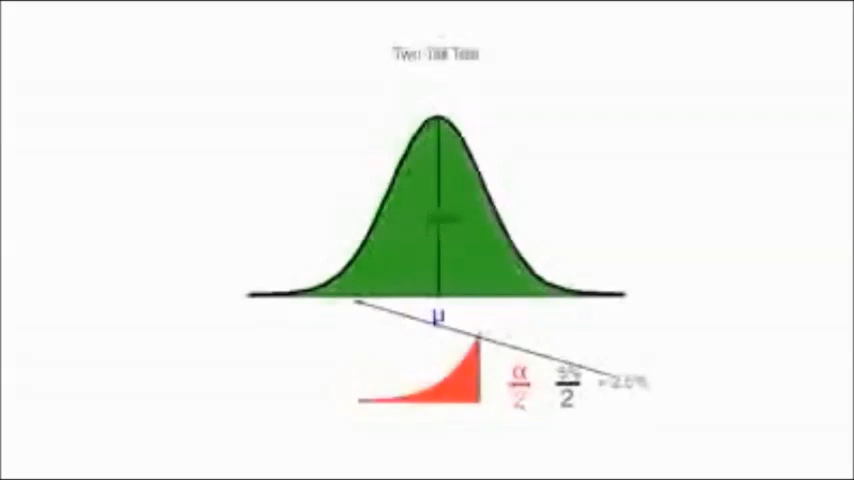 Two-Tail Test
μ
α/2 5%/2 =2.5%